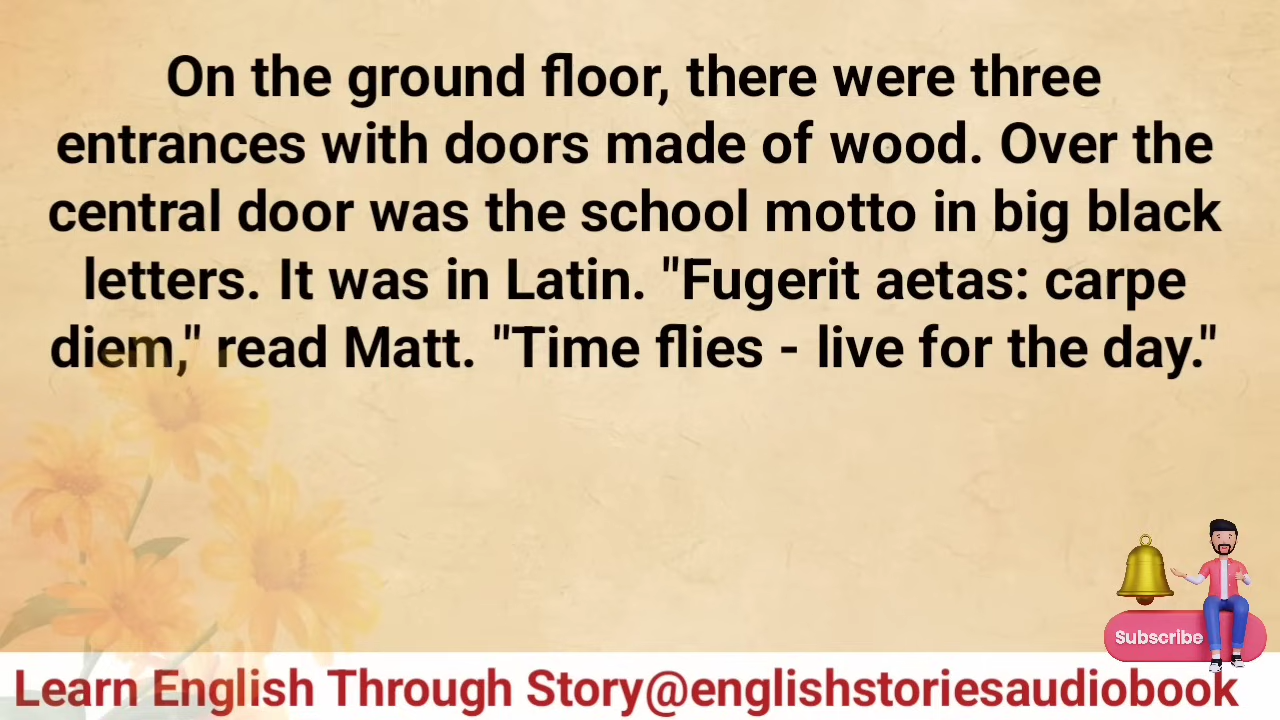 On the ground floor, there were three
entrances with doors made of wood. Over the
central door was the school motto in big black
letters. It was in Latin. "Fugerit aetas: carpe
diem," read Matt. "Time flies - live for the day."
Subscribe
Learn English Through Story@englishstoriesaudiobook